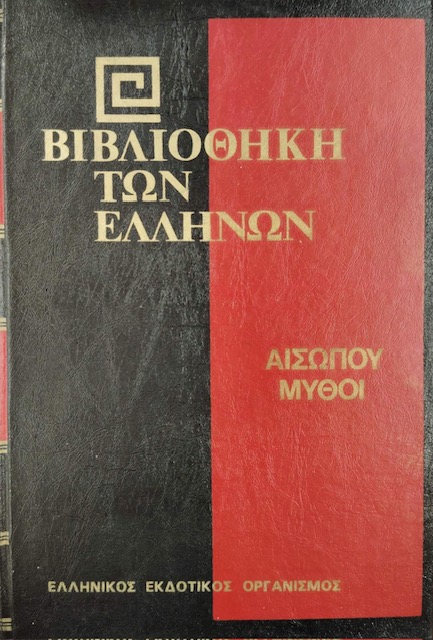 ΒΙΒΛΙΟΘΗΚΗ
ΤΩΝ
ΕΛΛΗΝΩΝ
ΑΙΣΩΠΟΥ
ΜΥΘΟΙ
ΕΛΛΗΝΙΚΟΣ ΕΚΔΟΤΙΚΟΣ ΟΡΓΑΝΙΣΜΟΣ